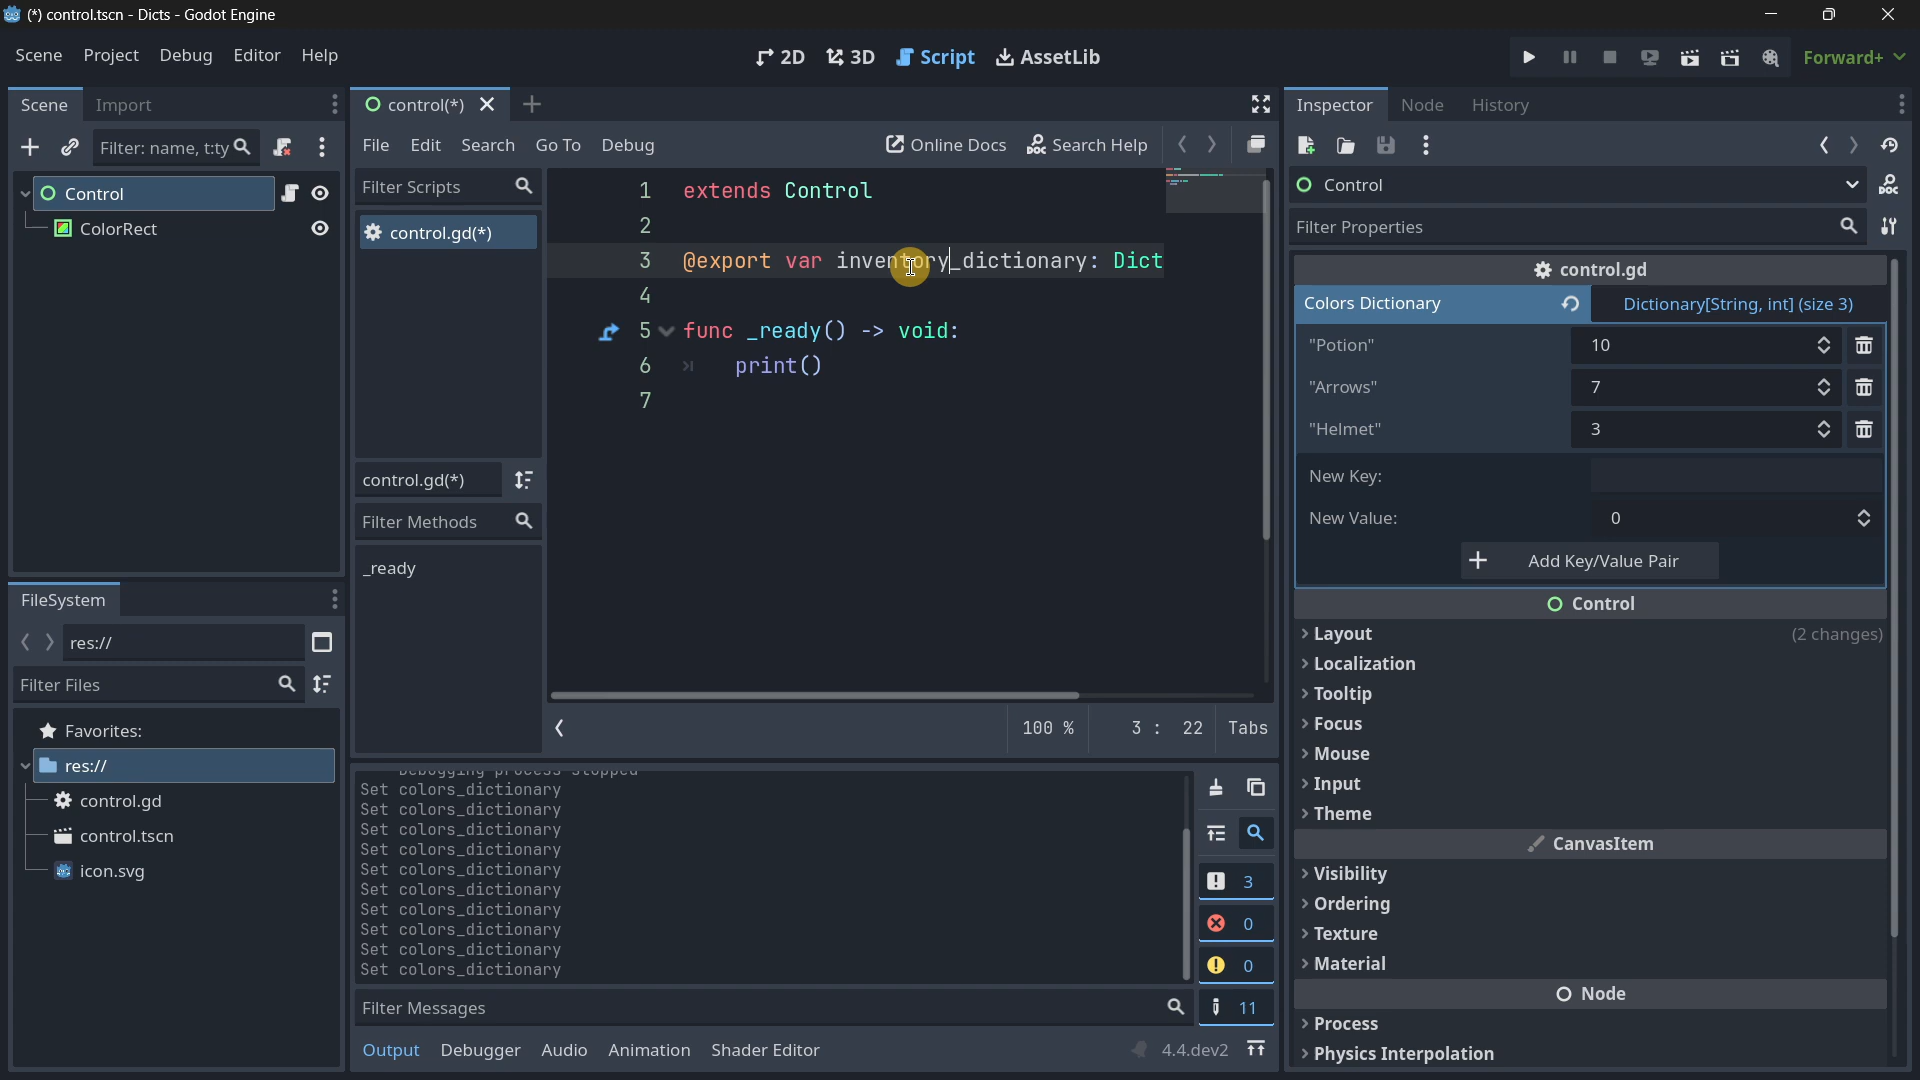 (*) control.tscn - Dicts - Godot Engine
Scene Project Debug Editor Help
2D 3D Script AssetLib
Forward+
Scene Import
Filter: name, t:ty
Control
ColorRect
FileSystem
res://
Filter Files
Favorites:
res://
control.gd
control.tscn
icon.svg
control(*)
File Edit Search Go To Debug
Online Docs Search Help
Filter Scripts
control.gd(*)
control.gd(*)
Filter Methods
_ready
1 extends Control
2
3 @export var inventory_dictionary: Dict
4
5 func _ready() -> void:
6 print()
7
100 % 3 : 22 Tabs
Debugging process stopped
Set colors_dictionary
Set colors_dictionary
Set colors_dictionary
Set colors_dictionary
Set colors_dictionary
Set colors_dictionary
Set colors_dictionary
Set colors_dictionary
Set colors_dictionary
Set colors_dictionary
3
0
0
11
Filter Messages
Output Debugger Audio Animation Shader Editor
4.4.dev2
Inspector Node History
Control
Filter Properties
control.gd
Colors Dictionary Dictionary[String, int] (size 3)
"Potion" 10
"Arrows" 7
"Helmet" 3
New Key:
New Value: 0
Add Key/Value Pair
Control
Layout (2 changes)
Localization
Tooltip
Focus
Mouse
Input
Theme
CanvasItem
Visibility
Ordering
Texture
Material
Node
Process
Physics Interpolation